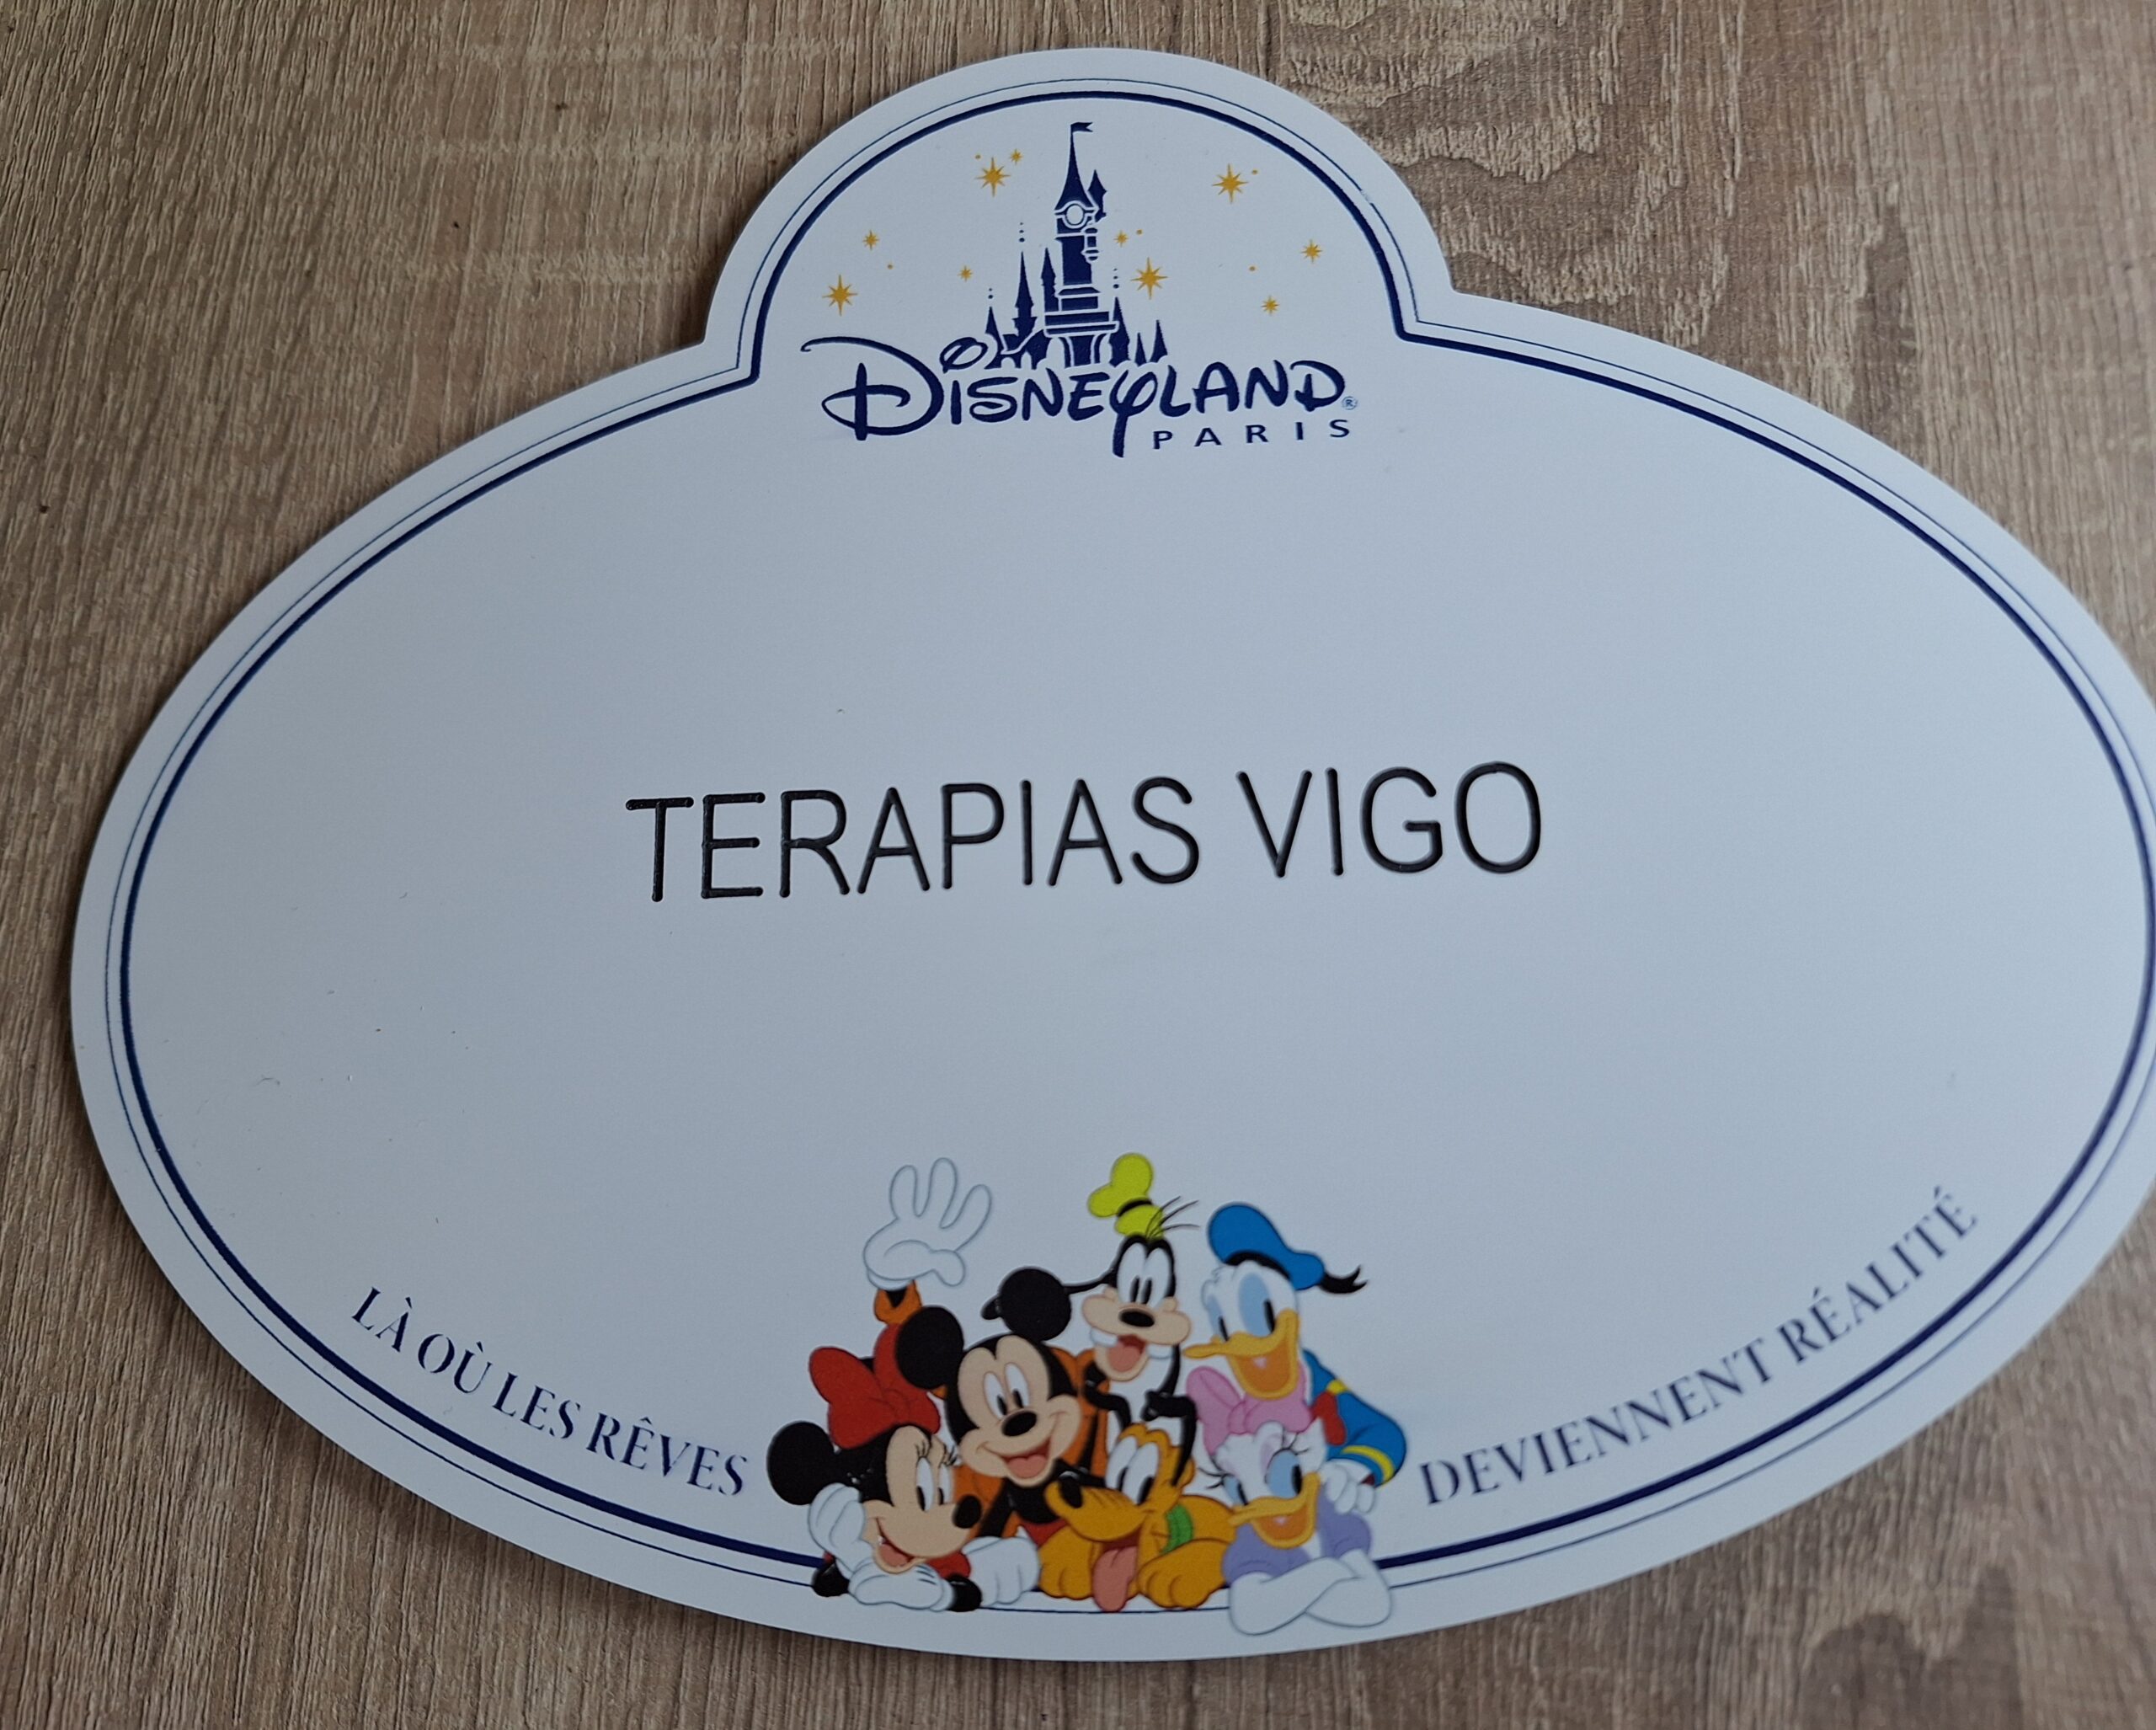 DISNEYLAND®
PARIS
TERAPIAS VIGO
LÀ OÙ LES RÊVES
DEVIENNENT RÉALITÉ